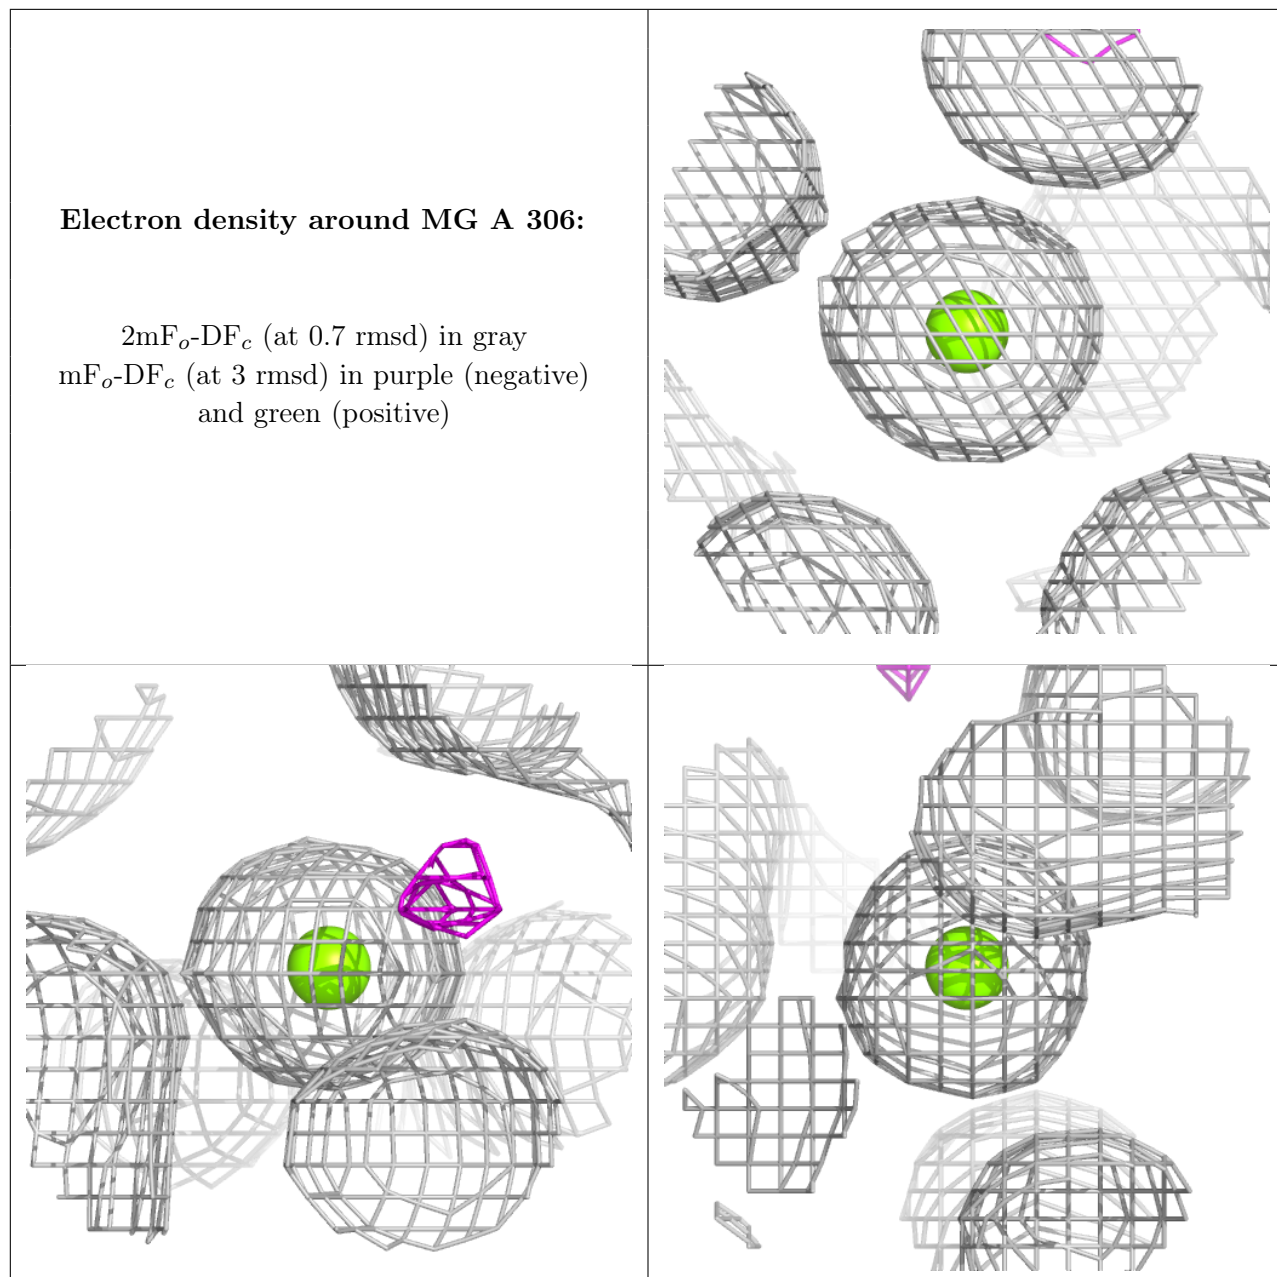 Electron density around MG A 306:
2mFo-DFc (at 0.7 rmsd) in gray
mFo-DFc (at 3 rmsd) in purple (negative)
and green (positive)